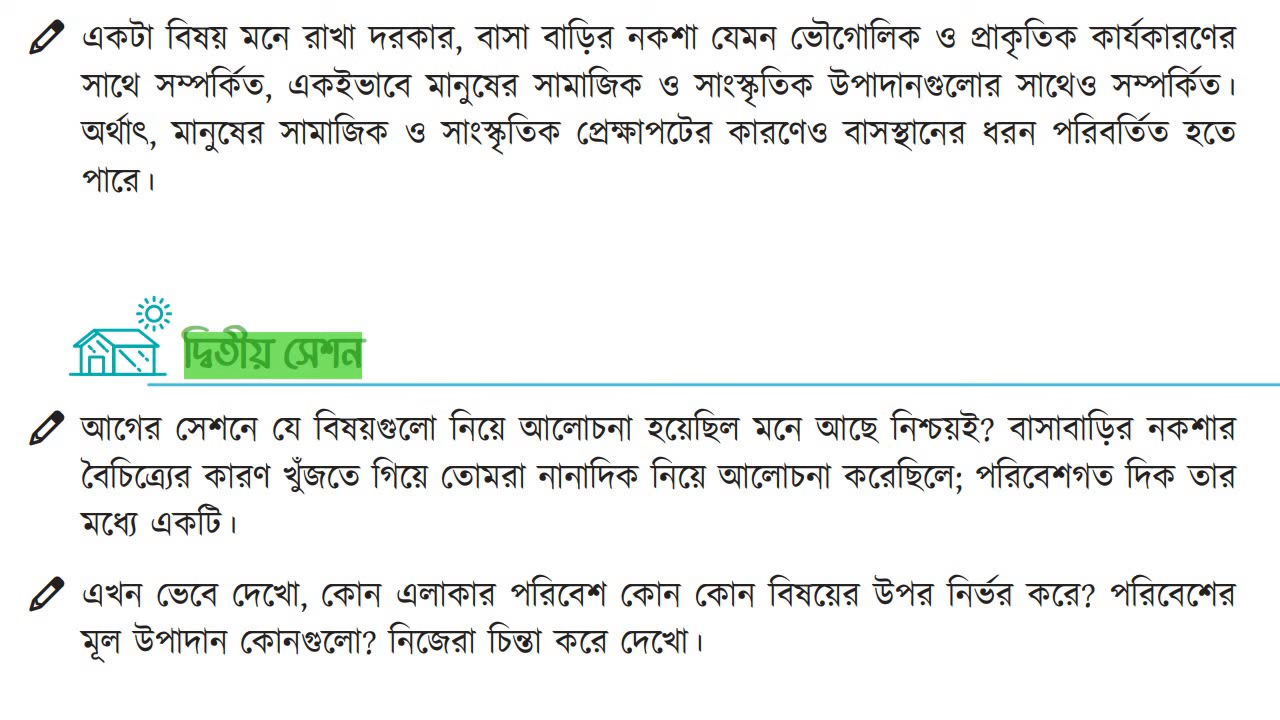 একটা বিষয় মনে রাখা দরকার, বাসা বাড়ির নকশা যেমন ভৌগোলিক ও প্রাকৃতিক কার্যকারণের
সাথে সম্পর্কিত, একইভাবে মানুষের সামাজিক ও সাংস্কৃতিক উপাদানগুলোর সাথেও সম্পর্কিত।
অর্থাৎ, মানুষের সামাজিক ও সাংস্কৃতিক প্রেক্ষাপটের কারণেও বাসস্থানের ধরন পরিবর্তিত হতে
পারে।
দ্বিতীয় সেশন
আগের সেশনে যে বিষয়গুলো নিয়ে আলোচনা হয়েছিল মনে আছে নিশ্চয়ই? বাসাবাড়ির নকশার
বৈচিত্র্যের কারণ খুঁজতে গিয়ে তোমরা নানাদিক নিয়ে আলোচনা করেছিলে; পরিবেশগত দিক তার
মধ্যে একটি।
এখন ভেবে দেখো, কোন এলাকার পরিবেশ কোন কোন বিষয়ের উপর নির্ভর করে? পরিবেশের
মূল উপাদান কোনগুলো? নিজেরা চিন্তা করে দেখো।